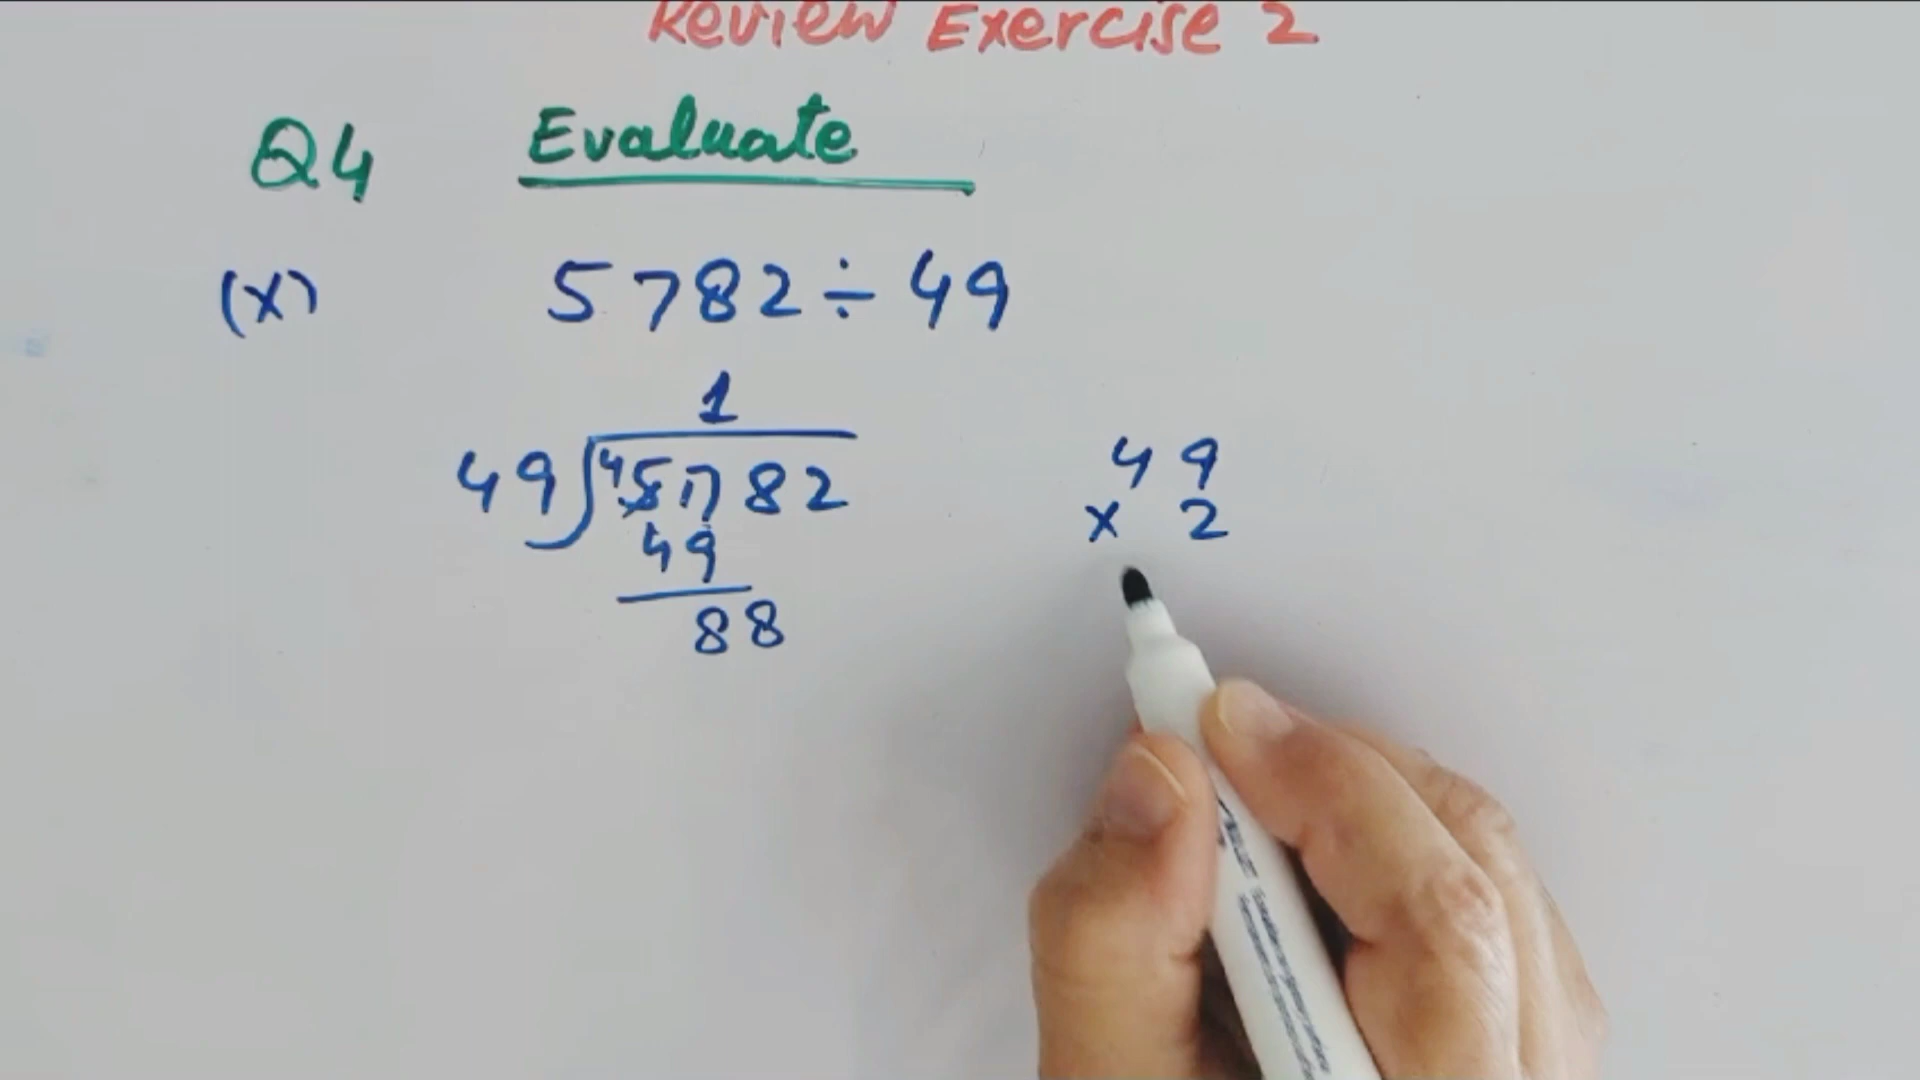 Review Exercise 2
Q4 Evaluate
(x) 5782 ÷ 49
1
49 5782
49
88
49
× 2